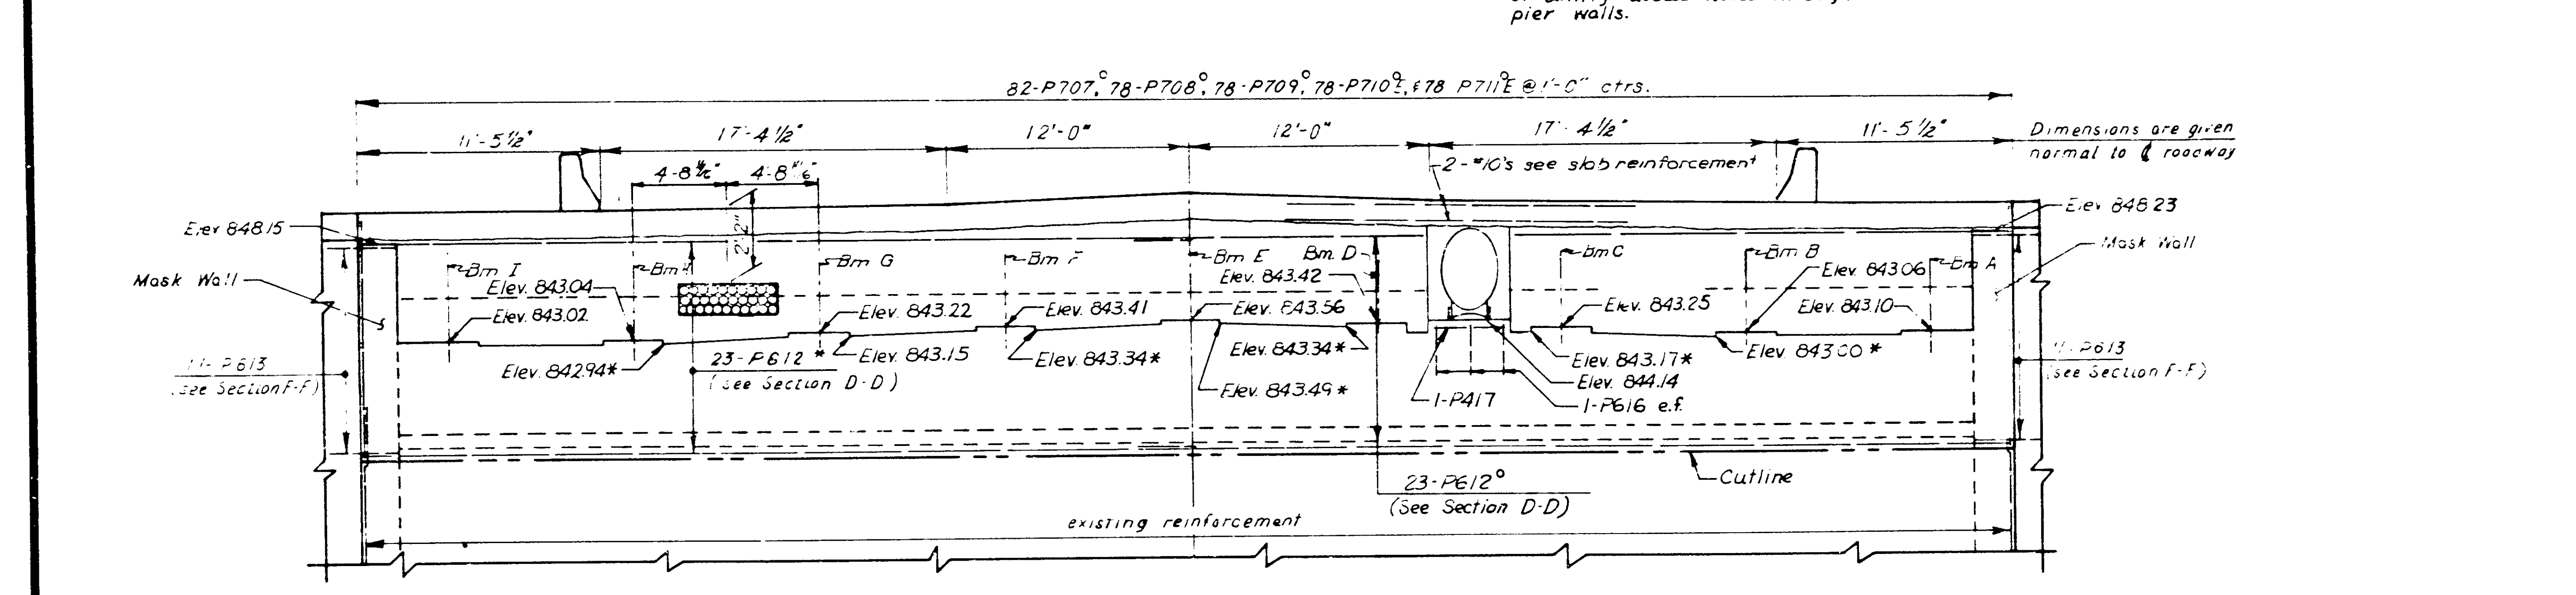 pier walls.
82-P707°, 78-P708°, 78-P709°, 78-P710°E, & 78 P711°E @ 1'-0" ctrs.
11'-5 1/2" 17'-4 1/2" 12'-0" 12'-0" 17'-4 1/2" 11'-5 1/2"
Dimensions are given
normal to ℄ roadway
2-#10's see slab reinforcement
4-8 4-8
2'-2"
Elev 848.15
Elev 848.23
Mask Wall
Mask Wall
Bm I
Bm
Bm G
Bm F
Bm E
Bm D
Bm C
Bm B
Bm A
Elev. 843.04
Elev. 843.02
Elev. 843.22
Elev. 843.41
Elev. 843.56
Elev. 843.42
Elev. 843.25
Elev. 843.06
Elev. 843.10
Elev. 842.94*
Elev. 843.15
Elev. 843.34*
Elev. 843.34*
Elev. 843.49*
Elev. 843.17*
Elev. 843.00*
Elev. 844.14
1-P417
1-P616 e.f.
23-P612*
(See Section D-D)
11-P613
(see Section F-F)
11-P613
(see Section F-F)
23-P612°
(See Section D-D)
Cutline
existing reinforcement